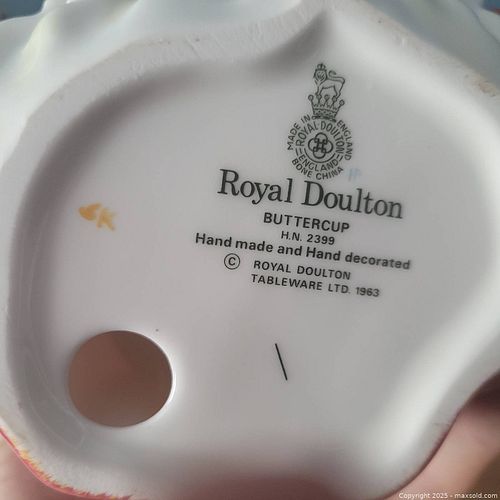 MADE IN ENGLAND
ROYAL DOULTON
ENGLAND
BONE CHINA
Royal Doulton
BUTTERCUP
H.N. 2399
Hand made and Hand decorated
© ROYAL DOULTON
TABLEWARE LTD. 1963
Copyright 2025 - maxsold.com